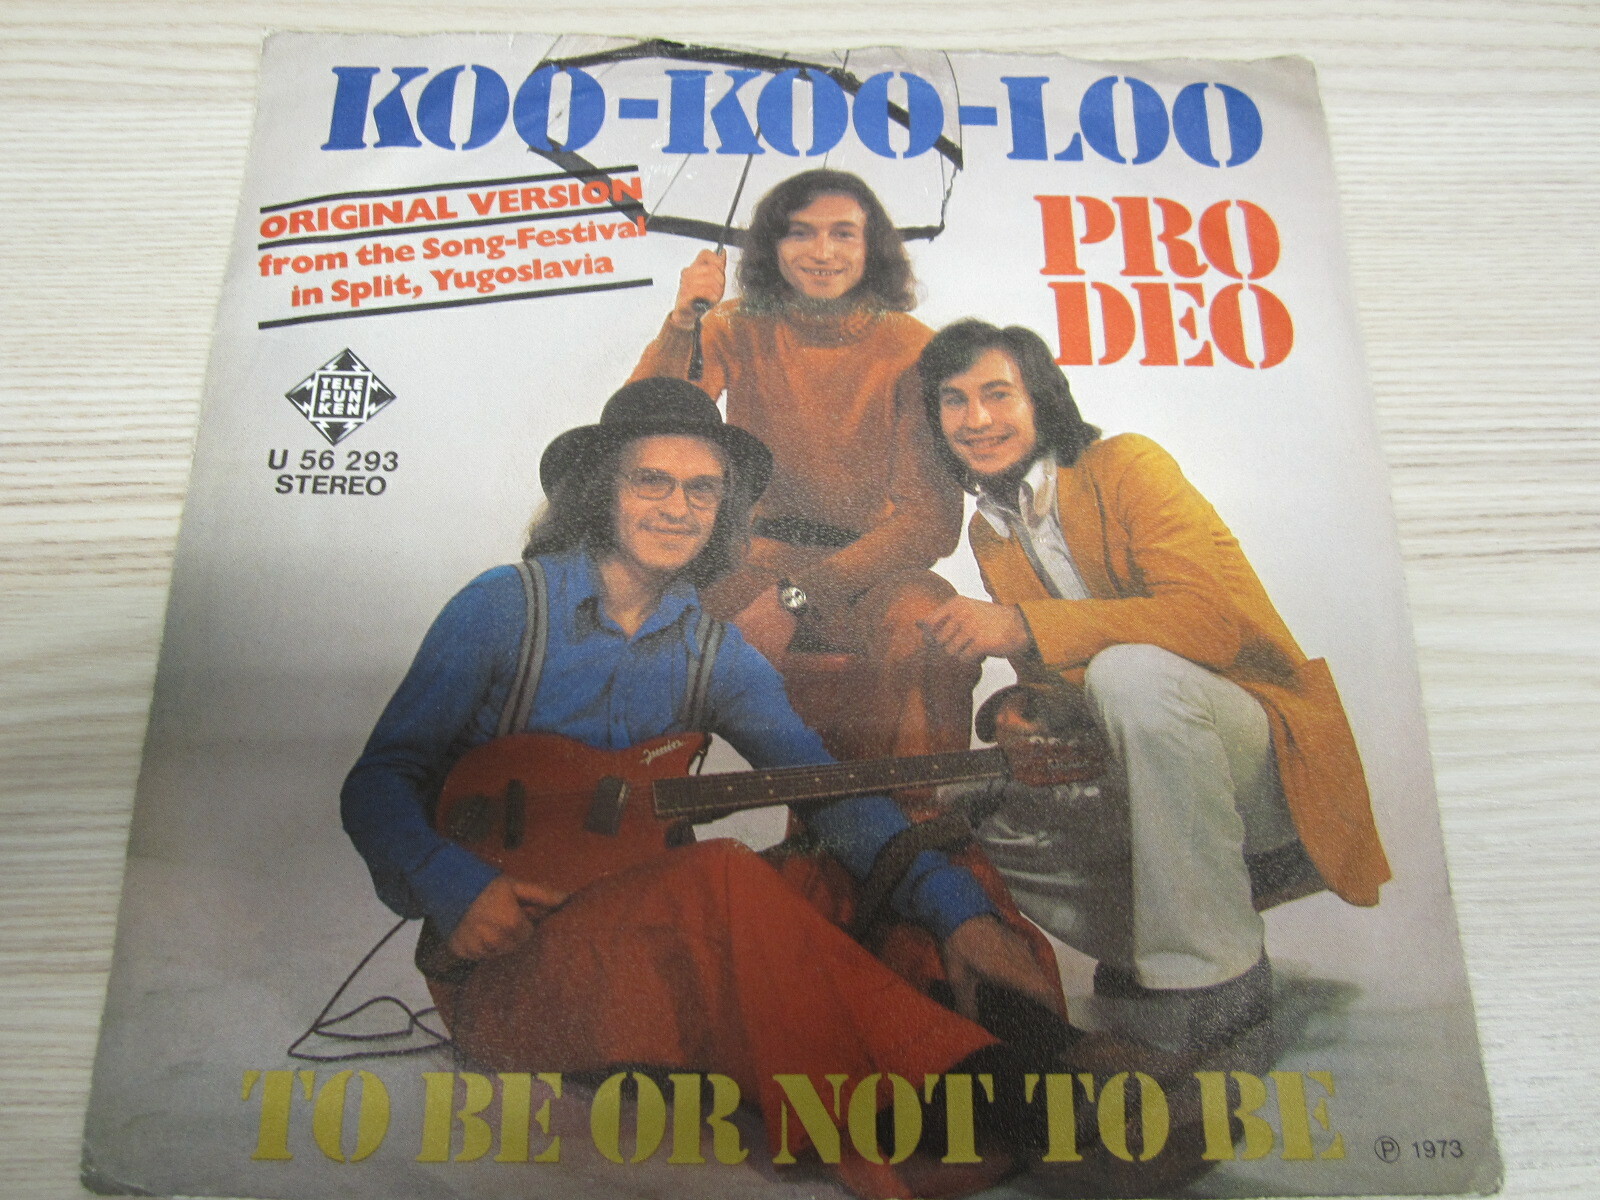 KOO-KOO-LOO
ORIGINAL VERSION
from the Song-Festival
in Split, Yugoslavia
PRO
DEO
TELE
FUN
KEN
U 56 293
STEREO
Junior
TO BE OR NOT TO BE
Ⓟ 1973